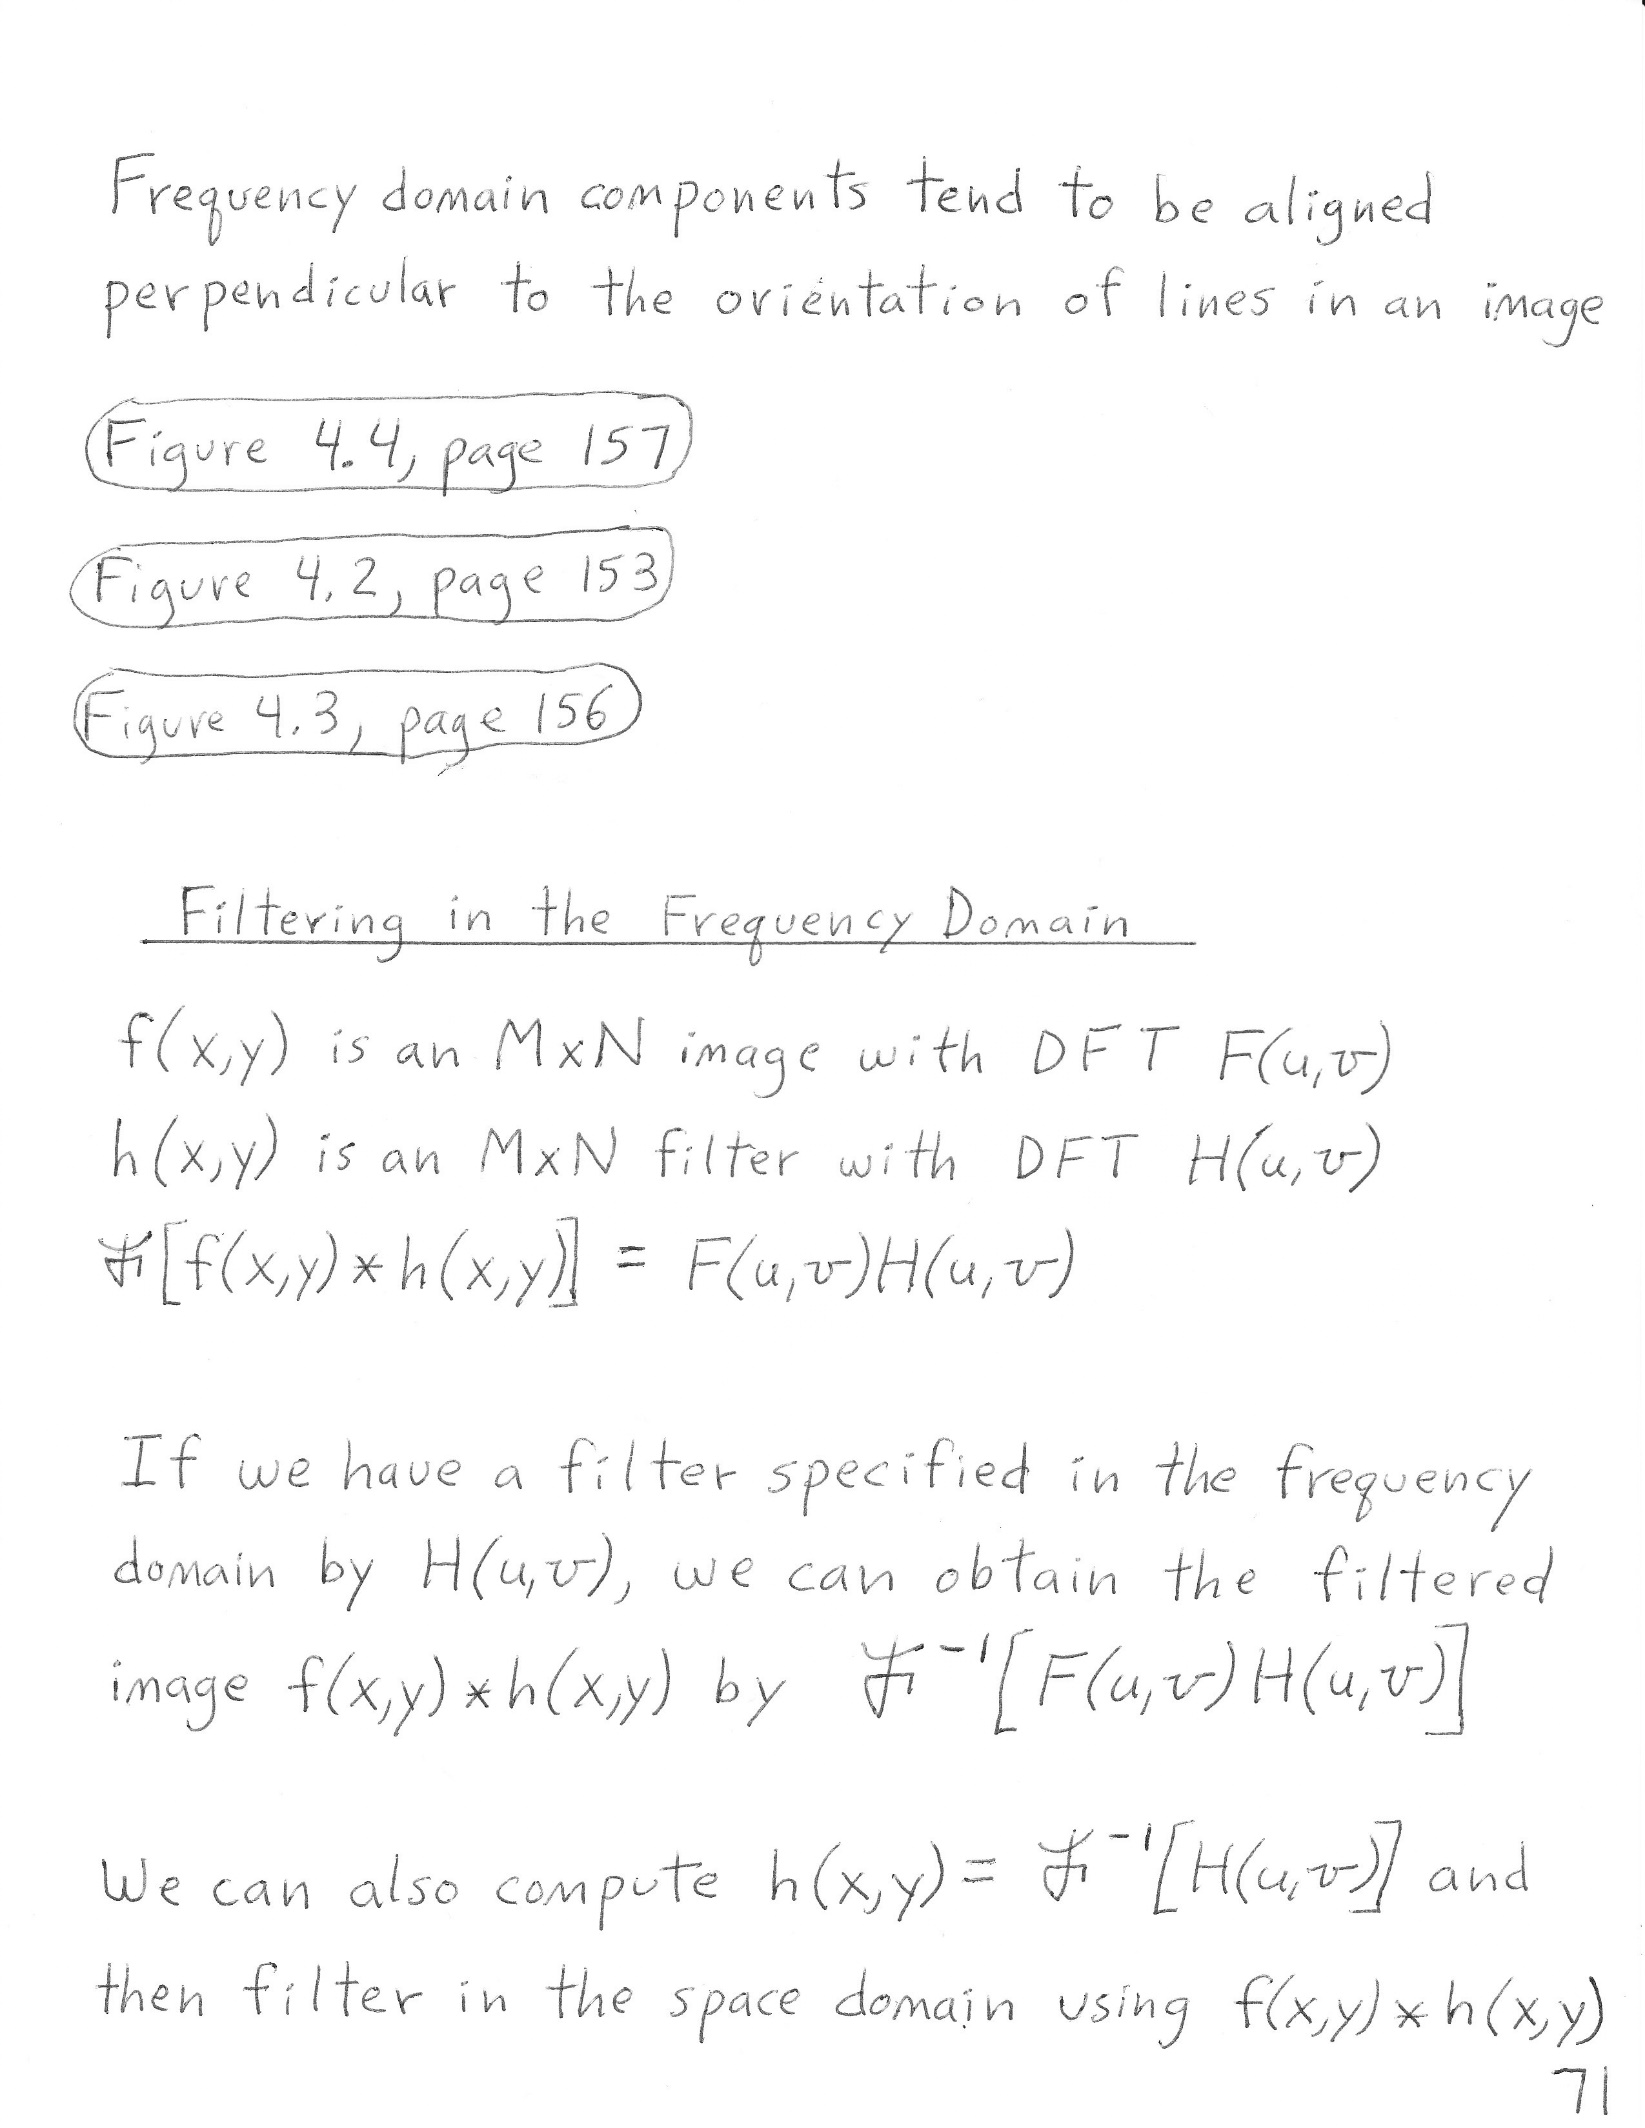 Frequency domain components tend to be aligned
perpendicular to the orientation of lines in an image
Figure 4.4, page 157
Figure 4.2, page 153
Figure 4.3, page 156
Filtering in the Frequency Domain
f(x,y) is an M×N image with DFT F(u,v)
h(x,y) is an M×N filter with DFT H(u,v)
ℱ[f(x,y)*h(x,y)] = F(u,v)H(u,v)
If we have a filter specified in the frequency
domain by H(u,v), we can obtain the filtered
image f(x,y)*h(x,y) by ℱ⁻¹[F(u,v)H(u,v)]
We can also compute h(x,y) = ℱ⁻¹[H(u,v)] and
then filter in the space domain using f(x,y)*h(x,y)
71